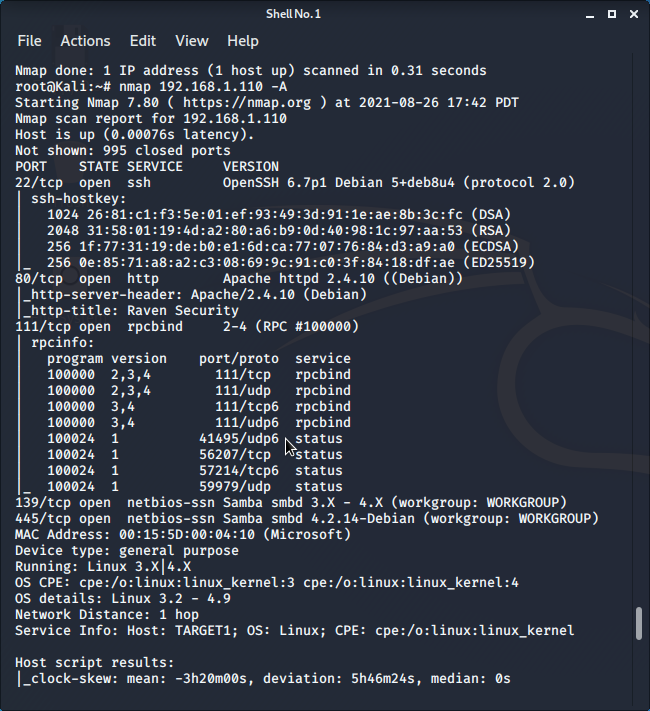 Shell No. 1
File Actions Edit View Help
Nmap done: 1 IP address (1 host up) scanned in 0.31 seconds
root@Kali:~# nmap 192.168.1.110 -A
Starting Nmap 7.80 ( https://nmap.org ) at 2021-08-26 17:42 PDT
Nmap scan report for 192.168.1.110
Host is up (0.00076s latency).
Not shown: 995 closed ports
PORT    STATE SERVICE     VERSION
22/tcp  open  ssh         OpenSSH 6.7p1 Debian 5+deb8u4 (protocol 2.0)
| ssh-hostkey:
|   1024 26:81:c1:f3:5e:01:ef:93:49:3d:91:1e:ae:8b:3c:fc (DSA)
|   2048 31:58:01:19:4d:a2:80:a6:b9:0d:40:98:1c:97:aa:53 (RSA)
|   256 1f:77:31:19:de:b0:e1:6d:ca:77:07:76:84:d3:a9:a0 (ECDSA)
|_  256 0e:85:71:a8:a2:c3:08:69:9c:91:c0:3f:84:18:df:ae (ED25519)
80/tcp  open  http        Apache httpd 2.4.10 ((Debian))
|_http-server-header: Apache/2.4.10 (Debian)
|_http-title: Raven Security
111/tcp open  rpcbind     2-4 (RPC #100000)
| rpcinfo:
|   program version    port/proto  service
|   100000  2,3,4        111/tcp   rpcbind
|   100000  2,3,4        111/udp   rpcbind
|   100000  3,4          111/tcp6  rpcbind
|   100000  3,4          111/udp6  rpcbind
|   100024  1          41495/udp6  status
|   100024  1          56207/tcp   status
|   100024  1          57214/tcp6  status
|_  100024  1          59979/udp   status
139/tcp open  netbios-ssn Samba smbd 3.X - 4.X (workgroup: WORKGROUP)
445/tcp open  netbios-ssn Samba smbd 4.2.14-Debian (workgroup: WORKGROUP)
MAC Address: 00:15:5D:00:04:10 (Microsoft)
Device type: general purpose
Running: Linux 3.X|4.X
OS CPE: cpe:/o:linux:linux_kernel:3 cpe:/o:linux:linux_kernel:4
OS details: Linux 3.2 - 4.9
Network Distance: 1 hop
Service Info: Host: TARGET1; OS: Linux; CPE: cpe:/o:linux:linux_kernel
Host script results:
|_clock-skew: mean: -3h20m00s, deviation: 5h46m24s, median: 0s